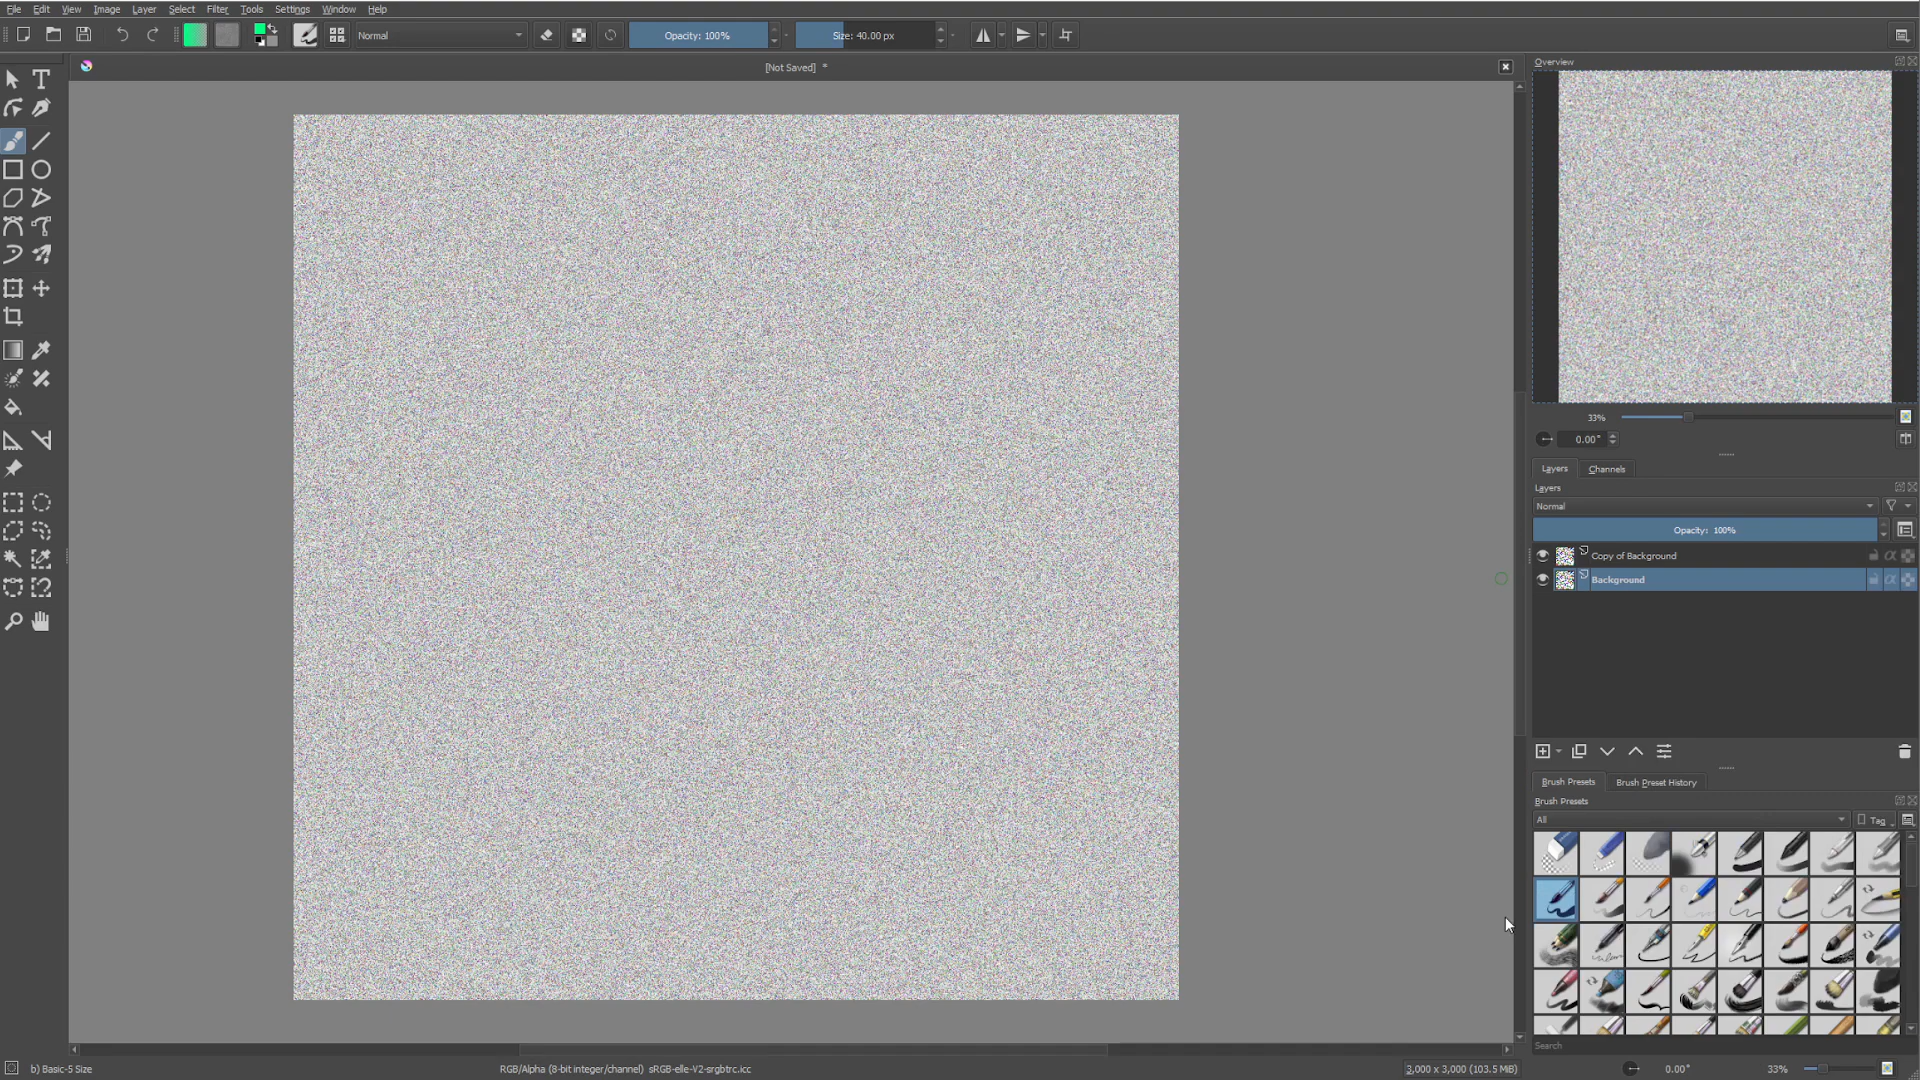 File Edit View Image Layer Select Filter Tools Settings Window Help
Normal Opacity: 100% Size: 40.00 px
[Not Saved] *
Overview
33%
0.00°
Layers Channels
Layers
Normal
Opacity: 100%
Copy of Background
Background
Brush Presets Brush Preset History
Brush Presets
All Tag
Search
b) Basic-5 Size RGB/Alpha (8-bit integer/channel) sRGB-elle-V2-srgbtrc.icc 3,000 x 3,000 (103.5 MiB) 0.00° 33%